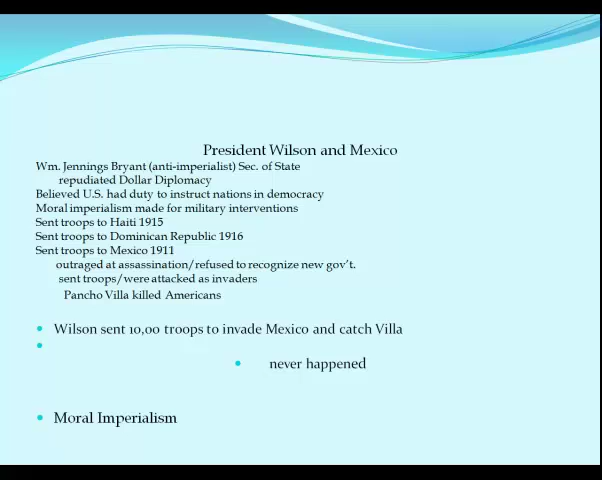 President Wilson and Mexico
Wm. Jennings Bryant (anti-imperialist) Sec. of State
repudiated Dollar Diplomacy
Believed U.S. had duty to instruct nations in democracy
Moral imperialism made for military interventions
Sent troops to Haiti 1915
Sent troops to Dominican Republic 1916
Sent troops to Mexico 1911
outraged at assassination/refused to recognize new gov't.
sent troops/were attacked as invaders
Pancho Villa killed Americans
• Wilson sent 10,00 troops to invade Mexico and catch Villa
•
• never happened
• Moral Imperialism